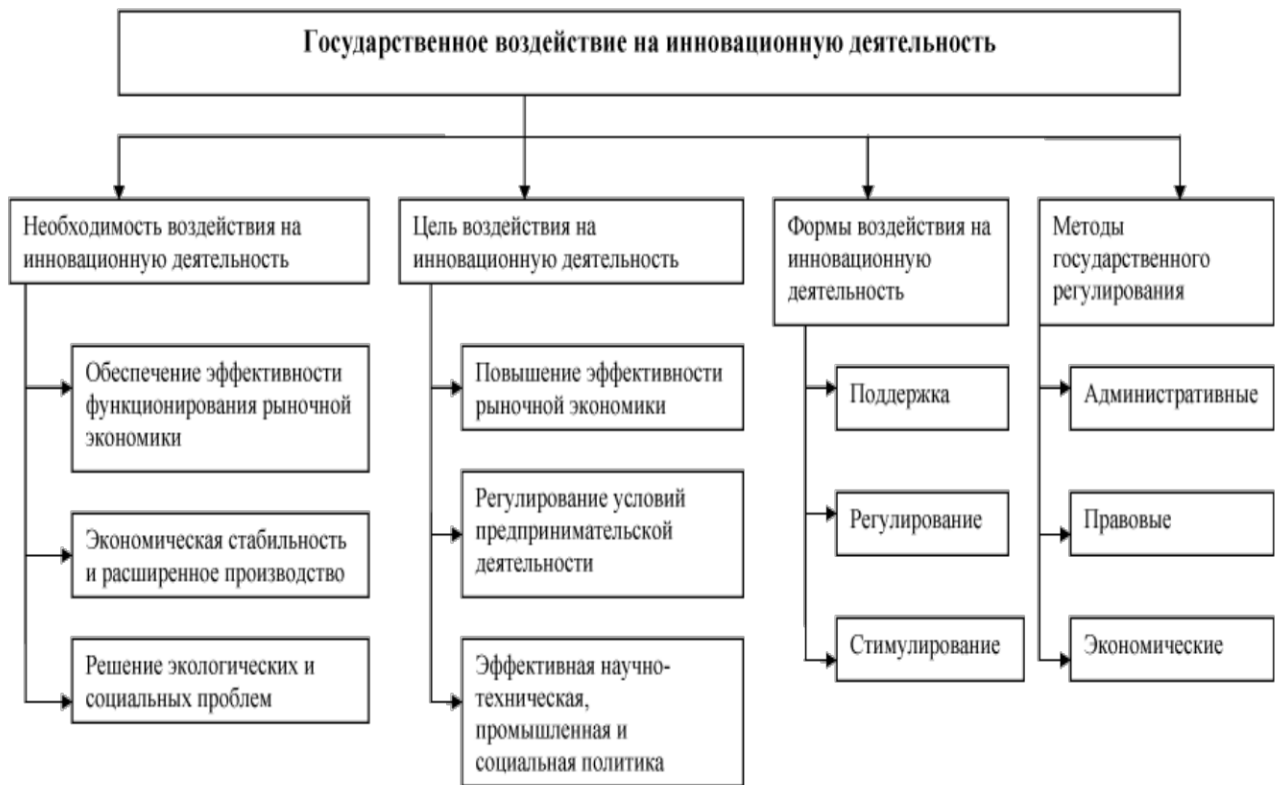 Государственное воздействие на инновационную деятельность
Необходимость воздействия на
инновационную деятельность
Обеспечение эффективности
функционирования рыночной
экономики
Экономическая стабильность
и расширенное производство
Решение экологических и
социальных проблем
Цель воздействия на
инновационную деятельность
Повышение эффективности
рыночной экономики
Регулирование условий
предпринимательской
деятельности
Эффективная научно-
техническая,
промышленная и
социальная политика
Формы воздействия на
инновационную
деятельность
Поддержка
Регулирование
Стимулирование
Методы
государственного
регулирования
Административные
Правовые
Экономические